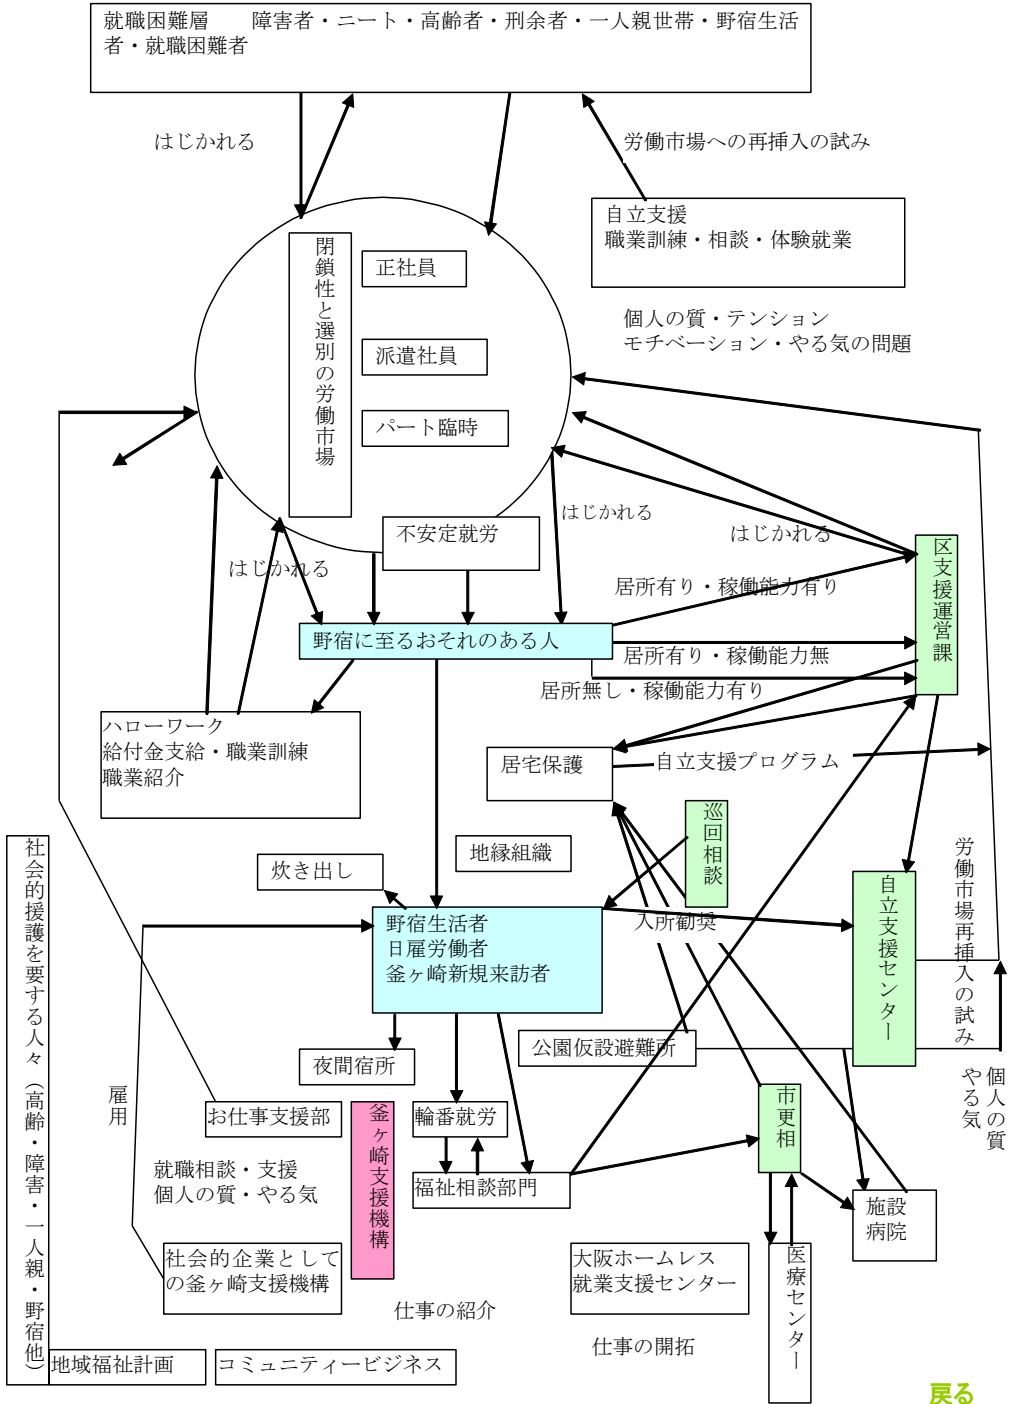 就職困難層　　障害者・ニート・高齢者・刑余者・一人親世帯・野宿生活
者・就職困難者
はじかれる
労働市場への再挿入の試み
自立支援
職業訓練・相談・体験就業
閉鎖性と選別の労働市場
正社員
派遣社員
パート臨時
個人の質・テンション
モチベーション・やる気の問題
不安定就労
はじかれる
はじかれる
はじかれる
区支援運営課
居所有り・稼働能力有り
野宿に至るおそれのある人
居所有り・稼働能力無
居所無し・稼働能力有り
ハローワーク
給付金支給・職業訓練
職業紹介
居宅保護
自立支援プログラム
巡回相談
地縁組織
炊き出し
社会的援護を要する人々（高齢・障害・一人親・野宿他）
野宿生活者
日雇労働者
釜ヶ崎新規来訪者
入所勧奨
自立支援センター
労働市場再挿入の試み
夜間宿所
公園仮設避難所
個人の質
やる気
雇用
お仕事支援部
釜ヶ崎支援機構
輪番就労
市更相
就職相談・支援
個人の質・やる気
福祉相談部門
施設
病院
社会的企業として
の釜ヶ崎支援機構
大阪ホームレス
就業支援センター
医療センター
仕事の紹介
仕事の開拓
地域福祉計画
コミュニティービジネス
戻る